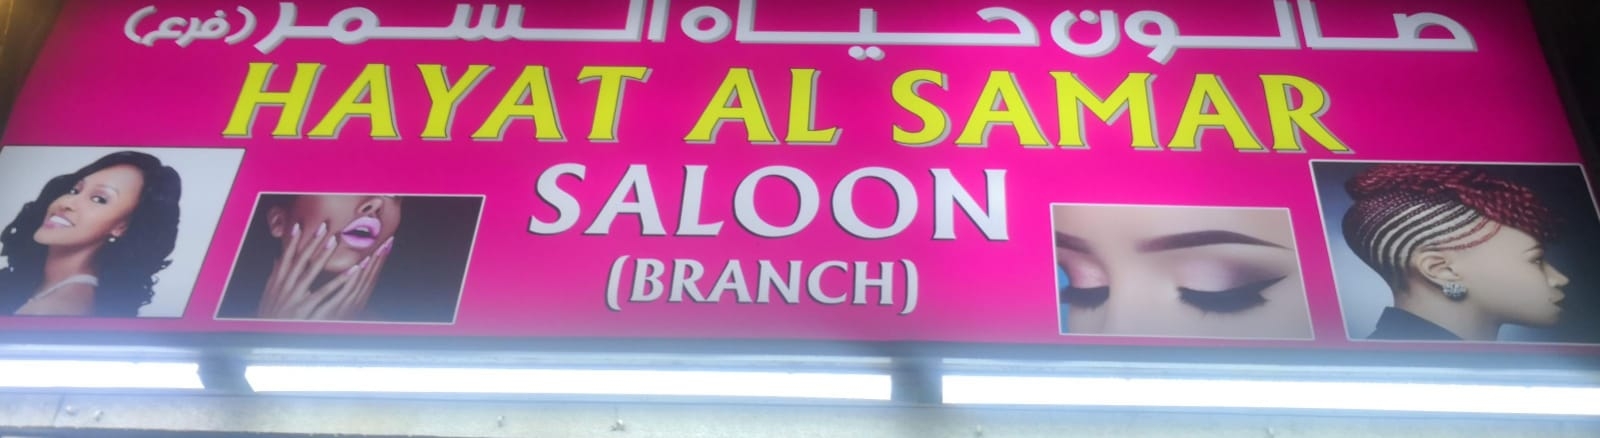 صالون حياه السمر (فرع)
HAYAT AL SAMAR
SALOON
(BRANCH)